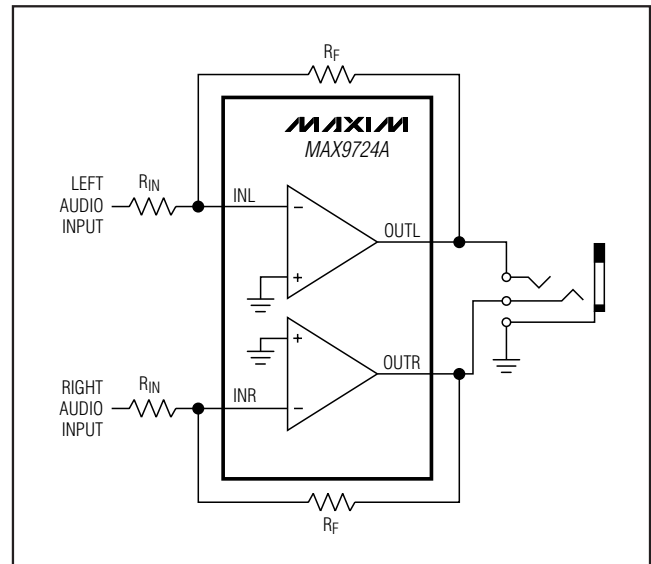 RF
MAXIM
MAX9724A
LEFT
AUDIO
INPUT
RIN
INL
−
OUTL
+
+
OUTR
RIGHT
AUDIO
INPUT
RIN
INR
−
RF